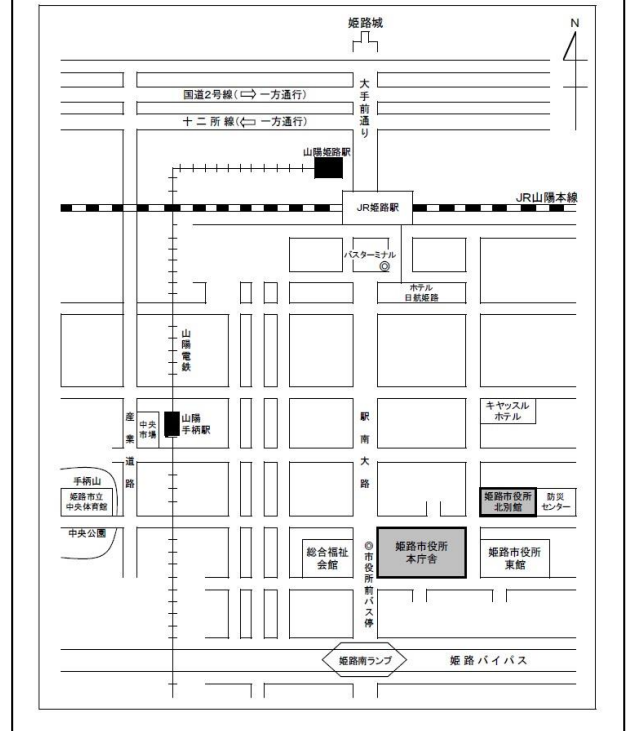 姫路城
N
国道2号線(⇨ 一方通行)
大手前通り
十二所線(⇦ 一方通行)
山陽姫路駅
JR山陽本線
JR姫路駅
バスターミナル
◎
ホテル
日航姫路
山陽電鉄
キャッスル
ホテル
産業道路
中央
市場
山陽
手柄駅
駅南大路
手柄山
姫路市立
中央体育館
姫路市役所
北別館
防災
センター
中央公園
総合福祉
会館
◎市役所前バス停
姫路市役所
本庁舎
姫路市役所
東館
姫路南ランプ
姫路バイパス